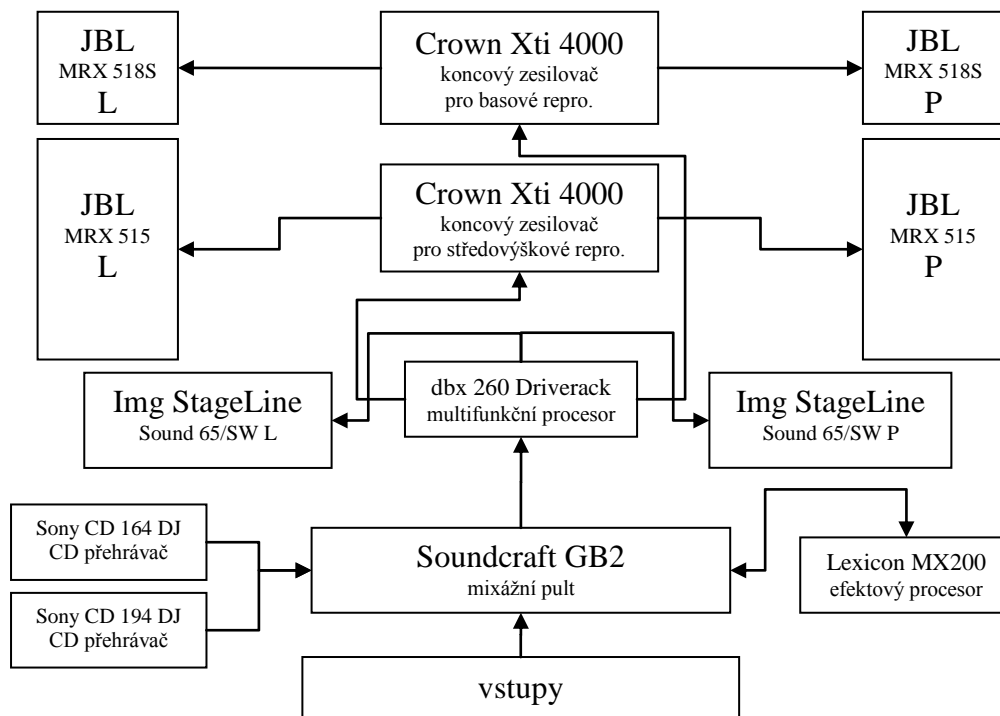 JBL
MRX 518S
L
Crown Xti 4000
koncový zesilovač
pro basové repro.
JBL
MRX 518S
P
JBL
MRX 515
L
Crown Xti 4000
koncový zesilovač
pro středovýškové repro.
JBL
MRX 515
P
Img StageLine
Sound 65/SW L
dbx 260 Driverack
multifunkční procesor
Img StageLine
Sound 65/SW P
Sony CD 164 DJ
CD přehrávač
Sony CD 194 DJ
CD přehrávač
Soundcraft GB2
mixážní pult
Lexicon MX200
efektový procesor
vstupy